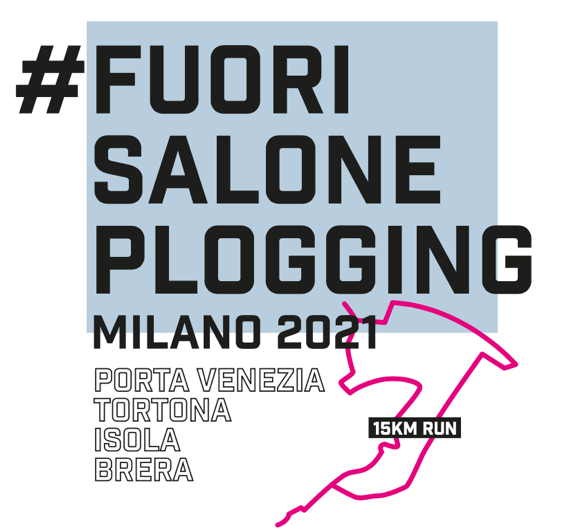 #FUORI
SALONE
PLOGGING
MILANO 2021
PORTA VENEZIA
TORTONA
ISOLA
BRERA
15KM RUN